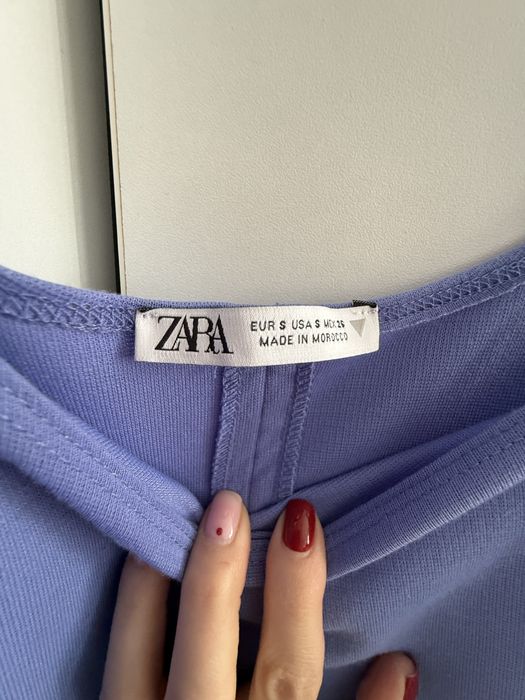 ZARA
EUR S USA S MEX 26
MADE IN MOROCCO